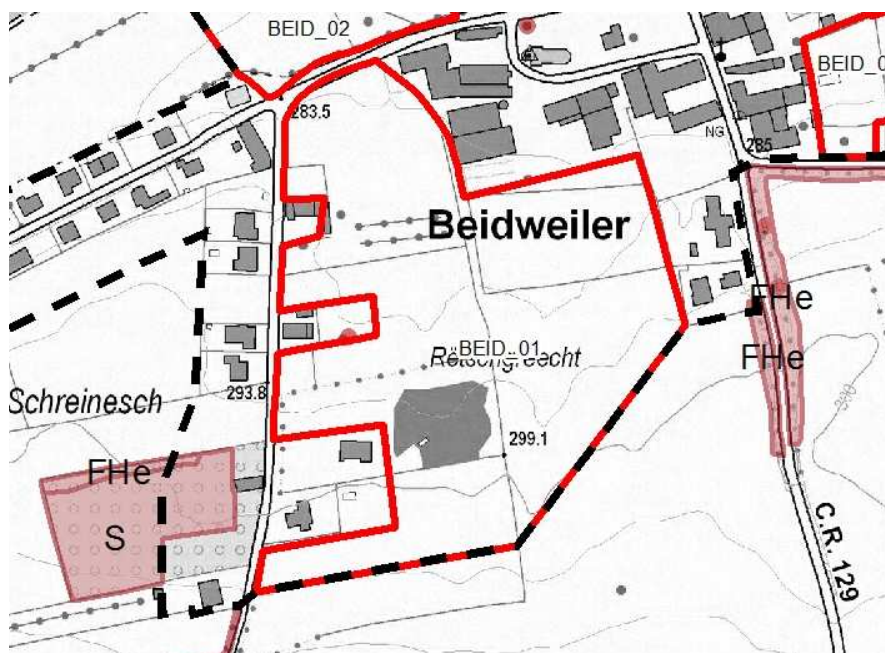 BEID_02
BEID_0
283.5
NG
285
Beidweiler
FHe
BEID_01
FHe
Schreinesch
293.8
299.1
FHe
S
C.R. 129